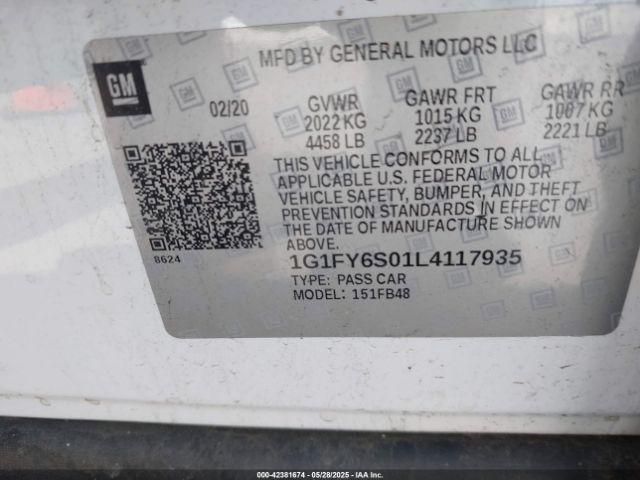 GM
MFD BY GENERAL MOTORS LLC
02/20 GVWR GAWR FRT GAWR RR
2022 KG 1015 KG 1007 KG
4458 LB 2237 LB 2221 LB
THIS VEHICLE CONFORMS TO ALL
APPLICABLE U.S. FEDERAL MOTOR
VEHICLE SAFETY, BUMPER, AND THEFT
PREVENTION STANDARDS IN EFFECT ON
THE DATE OF MANUFACTURE SHOWN
ABOVE.
8624
1G1FY6S01L4117935
TYPE: PASS CAR
MODEL: 151FB48
000-42381674 | 05/28/2025 - IAA Inc.